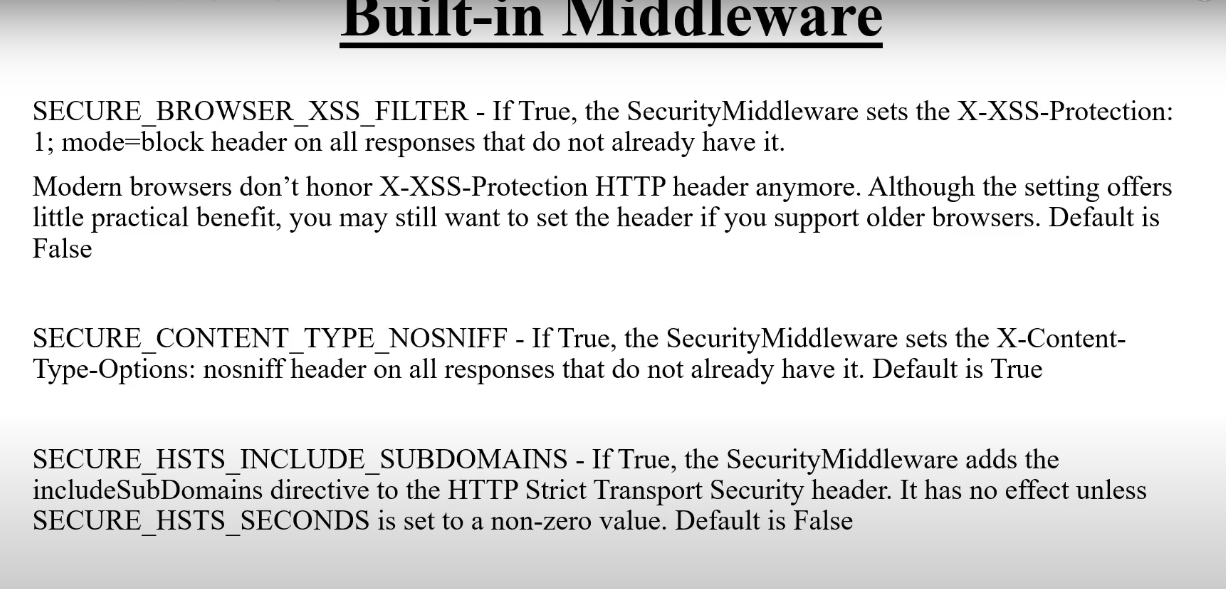 Built-in Middleware
SECURE_BROWSER_XSS_FILTER - If True, the SecurityMiddleware sets the X-XSS-Protection:
1; mode=block header on all responses that do not already have it.
Modern browsers don’t honor X-XSS-Protection HTTP header anymore. Although the setting offers
little practical benefit, you may still want to set the header if you support older browsers. Default is
False
SECURE_CONTENT_TYPE_NOSNIFF - If True, the SecurityMiddleware sets the X-Content-
Type-Options: nosniff header on all responses that do not already have it. Default is True
SECURE_HSTS_INCLUDE_SUBDOMAINS - If True, the SecurityMiddleware adds the
includeSubDomains directive to the HTTP Strict Transport Security header. It has no effect unless
SECURE_HSTS_SECONDS is set to a non-zero value. Default is False